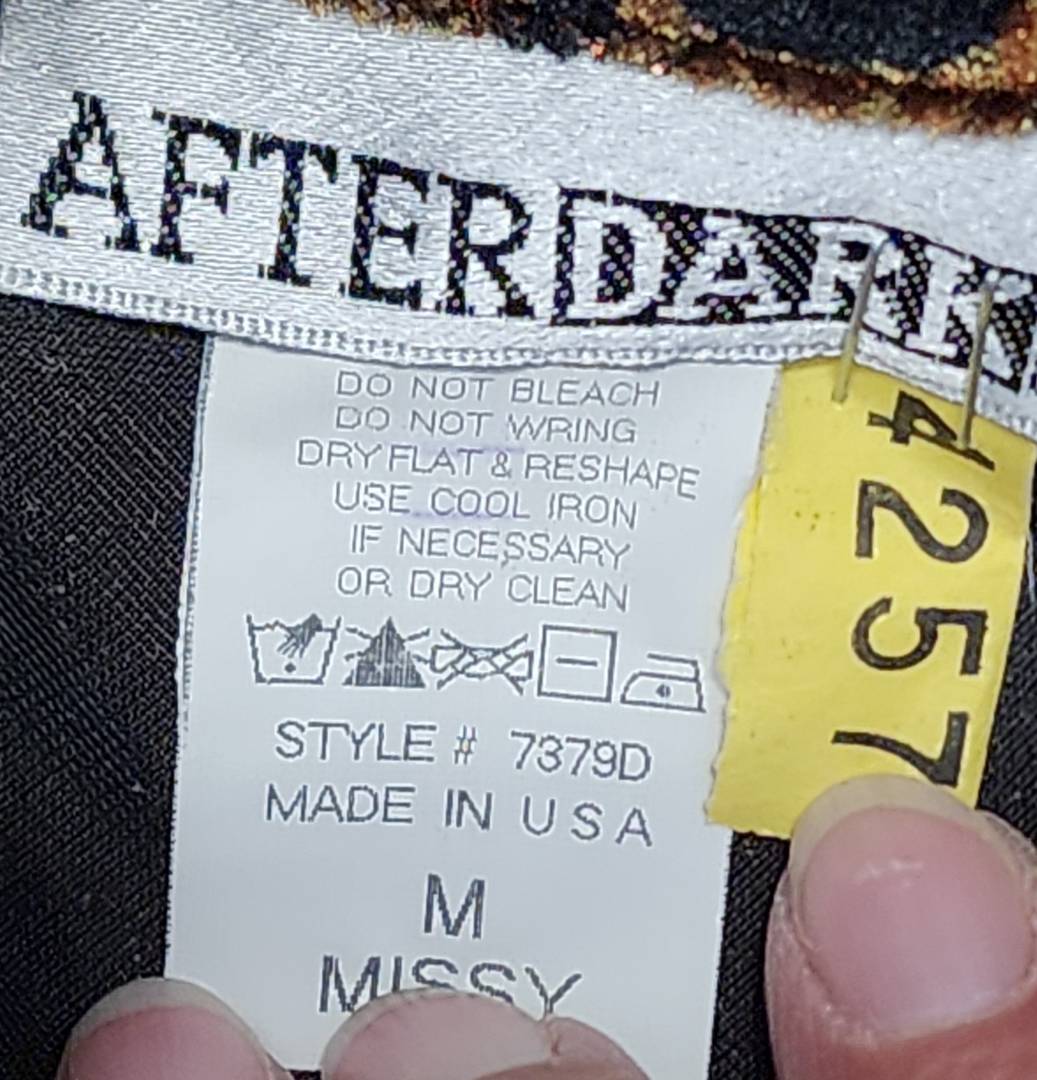 AFTERDARK
DO NOT BLEACH
DO NOT WRING
DRY FLAT & RESHAPE
USE COOL IRON
IF NECESSARY
OR DRY CLEAN
STYLE # 7379D
MADE IN USA
M
MISSY
4257